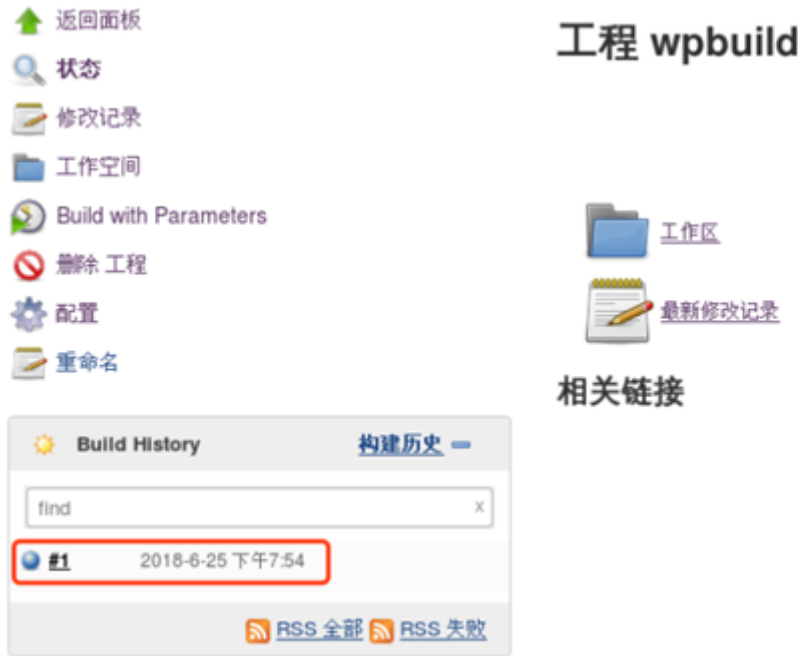 返回面板
状态
修改记录
工作空间
Build with Parameters
删除 工程
配置
重命名
Build History 构建历史
find x
#1 2018-6-25 下午7:54
RSS 全部 RSS 失败
工程 wpbuild
工作区
最新修改记录
相关链接